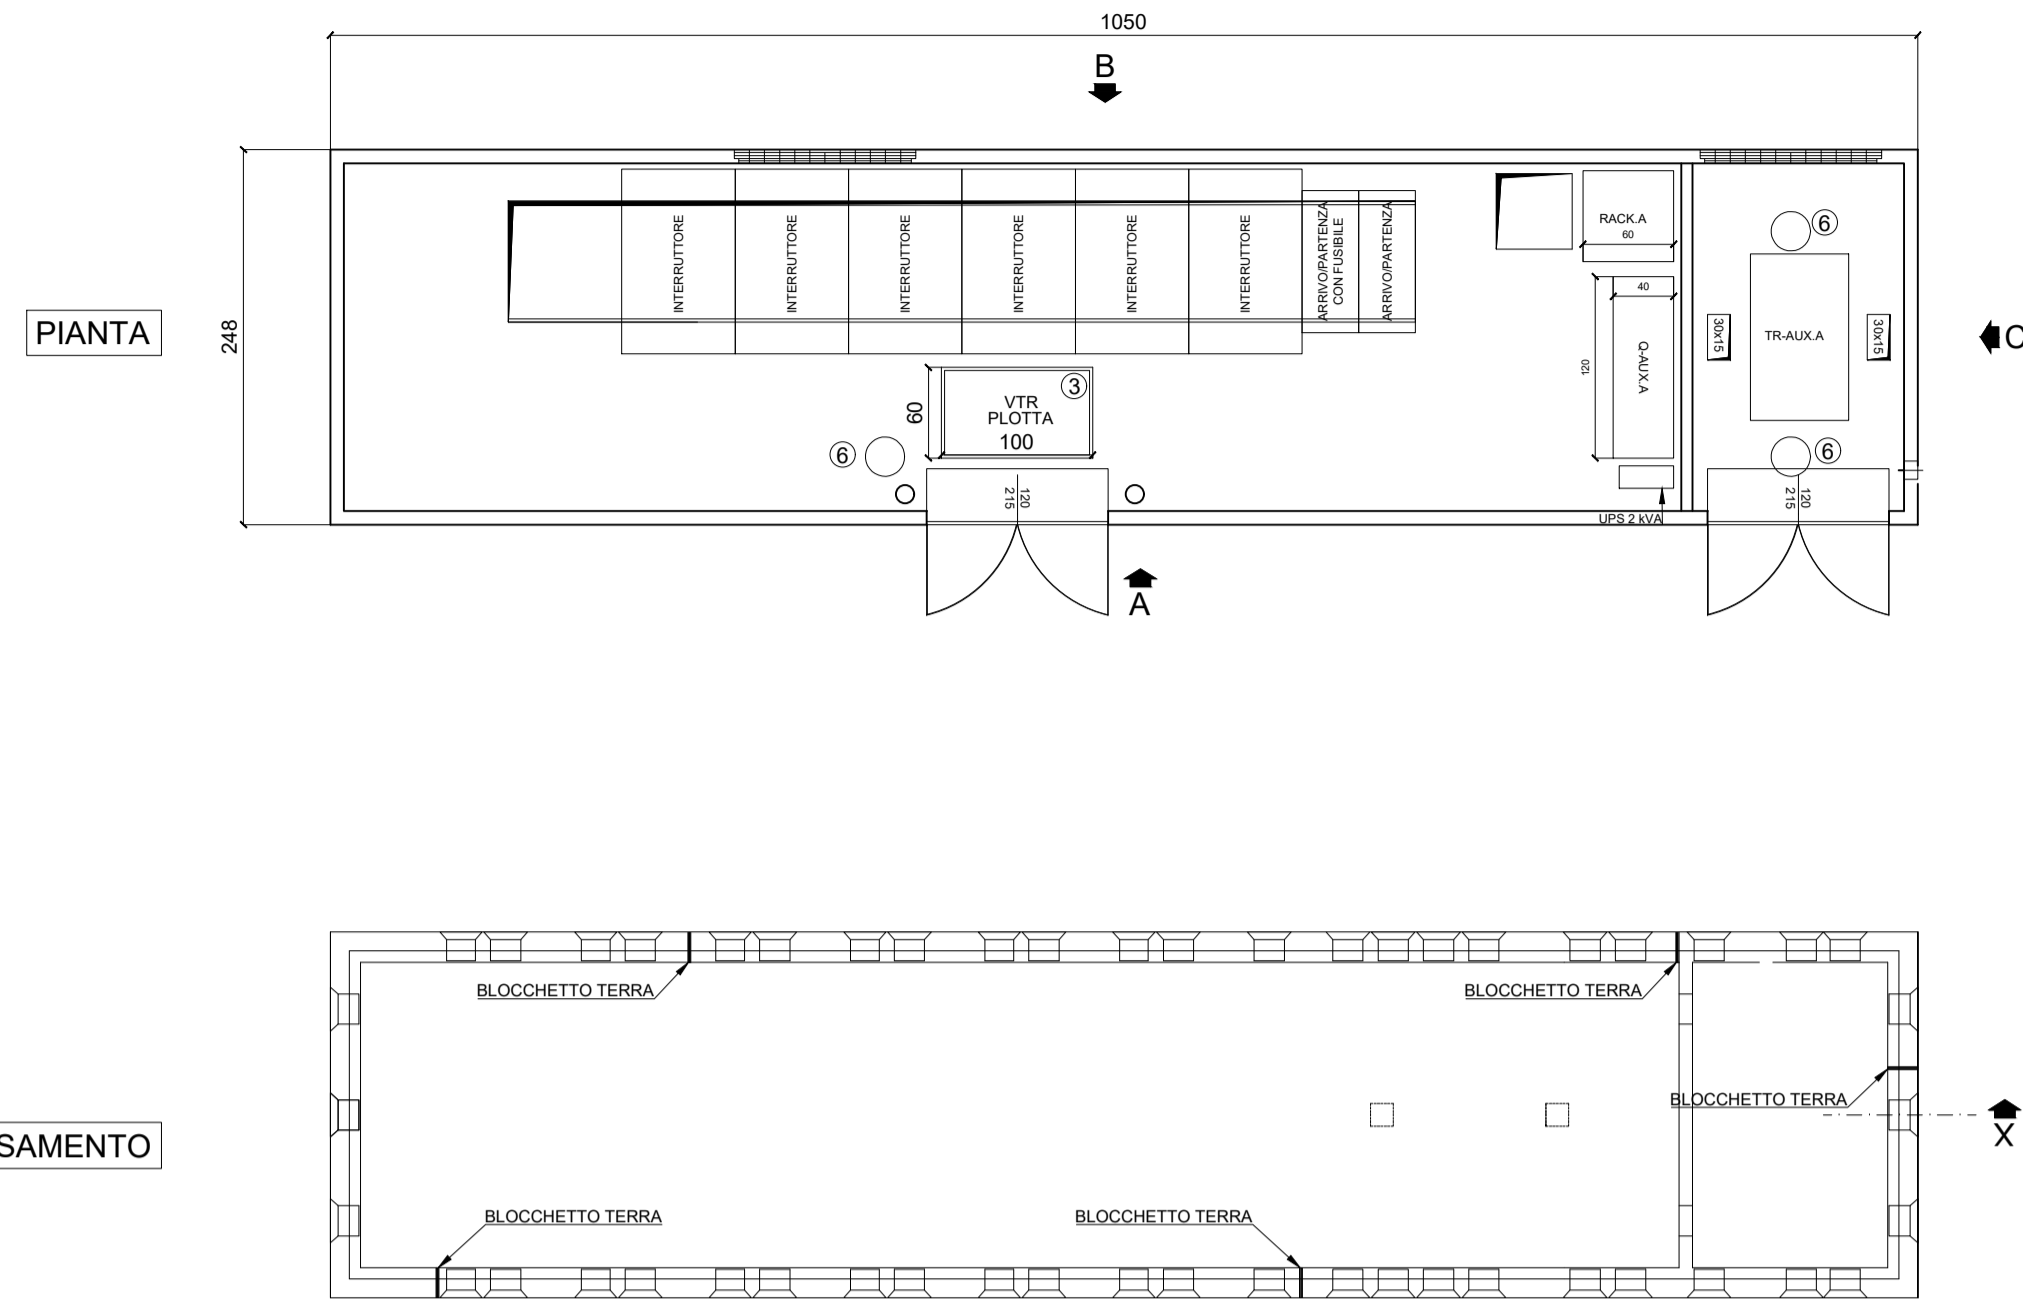 1050
B
PIANTA
248
INTERRUTTORE
INTERRUTTORE
INTERRUTTORE
INTERRUTTORE
INTERRUTTORE
INTERRUTTORE
ARRIVO/PARTENZA
CON FUSIBILE
ARRIVO/PARTENZA
RACK.A
60
40
Q-AUX.A
120
UPS 2 kVA
6
30x15
TR-AUX.A
30x15
6
120
215
C
3
VTR
PLOTTA
100
60
6
120
215
A
SAMENTO
BLOCCHETTO TERRA
BLOCCHETTO TERRA
BLOCCHETTO TERRA
X
BLOCCHETTO TERRA
BLOCCHETTO TERRA